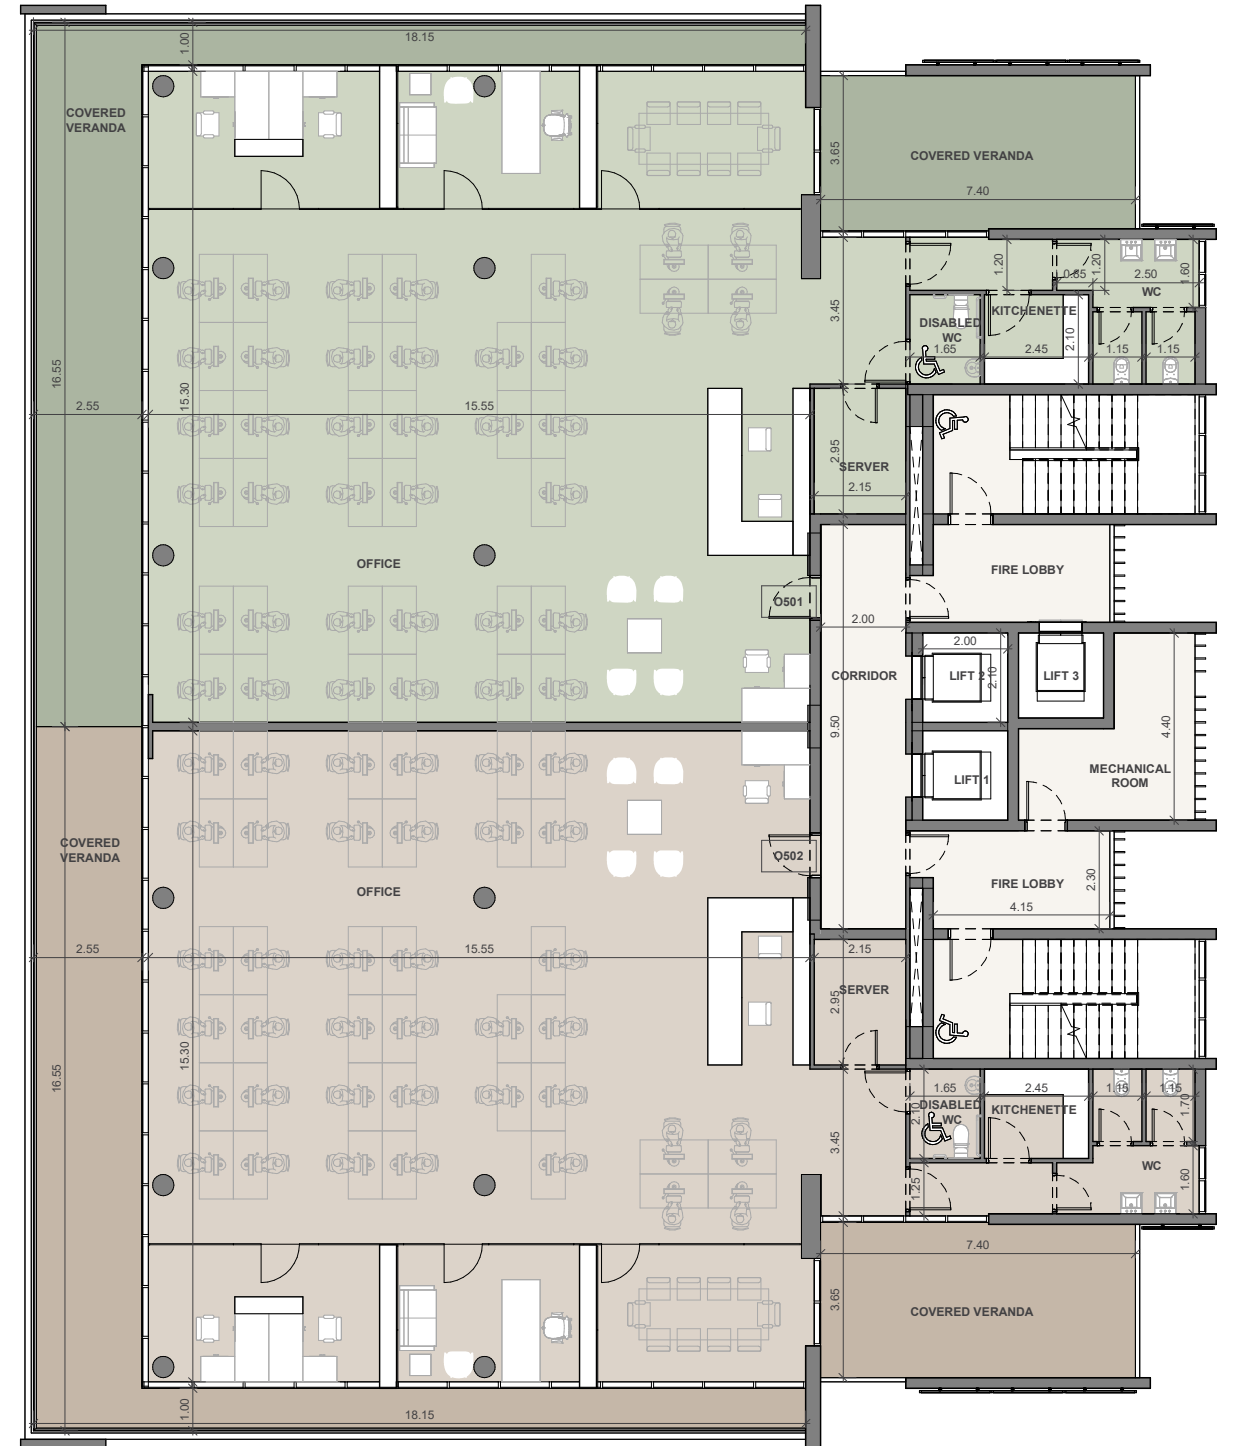 18.15
1.00
COVERED
VERANDA
3.65
COVERED VERANDA
7.40
3.45
1.20
0.65
1.20
2.50
1.60
WC
DISABLED
WC
KITCHENETTE
2.10
1.65
2.45
1.15
1.15
16.55
15.30
2.55
15.55
2.95
SERVER
2.15
OFFICE
FIRE LOBBY
O501
2.00
CORRIDOR
2.00
LIFT 2
2.10
LIFT 3
9.50
4.40
MECHANICAL
ROOM
LIFT 1
COVERED
VERANDA
O502
OFFICE
FIRE LOBBY
2.30
4.15
2.55
15.55
2.15
SERVER
2.95
16.55
15.30
1.65
2.45
1.15
1.15
DISABLED
WC
2.10
KITCHENETTE
1.70
3.45
WC
1.60
1.25
7.40
3.65
COVERED VERANDA
1.00
18.15